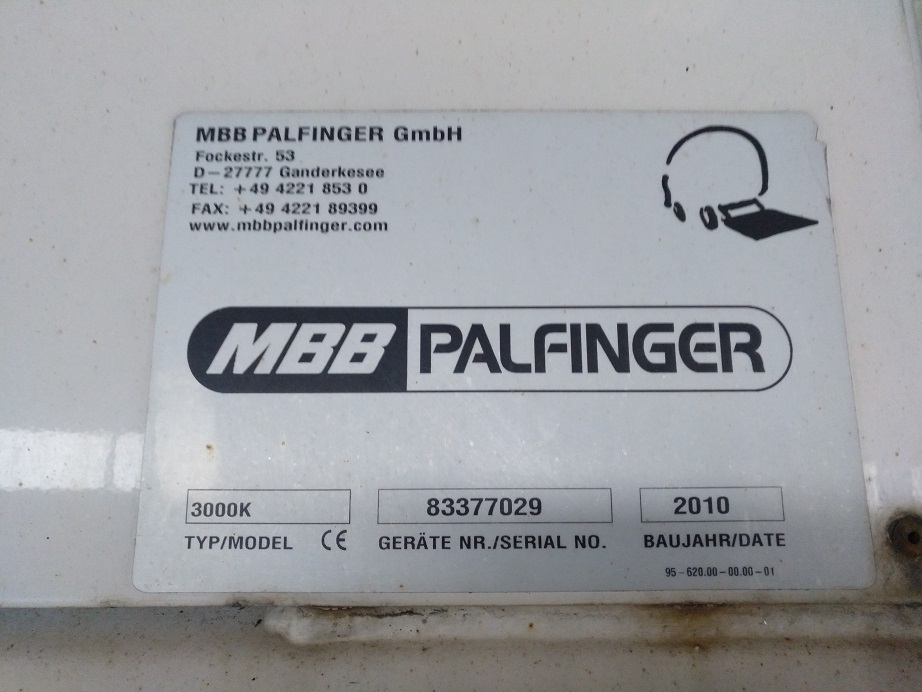 MBB PALFINGER GmbH
Fockestr. 53
D-27777 Ganderkesee
TEL: +49 4221 853 0
FAX: +49 4221 89399
www.mbbpalfinger.com
MBB PALFINGER
3000K 83377029 2010
TYP/MODEL CE GERÄTE NR./SERIAL NO. BAUJAHR/DATE
95-620.00-00.00-01